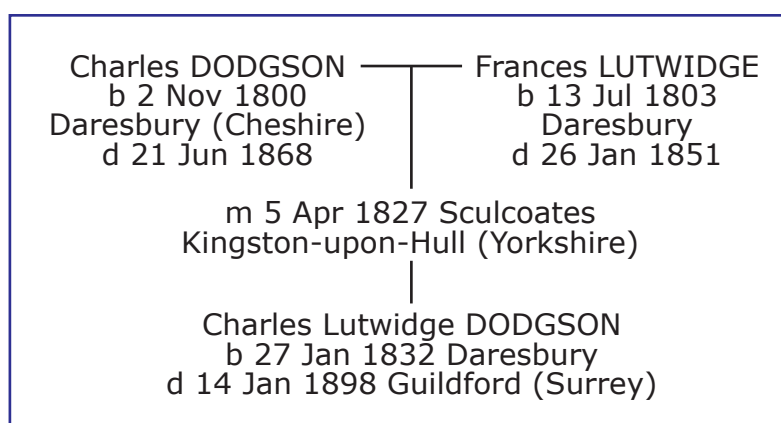 Charles DODGSON
b 2 Nov 1800
Daresbury (Cheshire)
d 21 Jun 1868
Frances LUTWIDGE
b 13 Jul 1803
Daresbury
d 26 Jan 1851
m 5 Apr 1827 Sculcoates
Kingston-upon-Hull (Yorkshire)
Charles Lutwidge DODGSON
b 27 Jan 1832 Daresbury
d 14 Jan 1898 Guildford (Surrey)